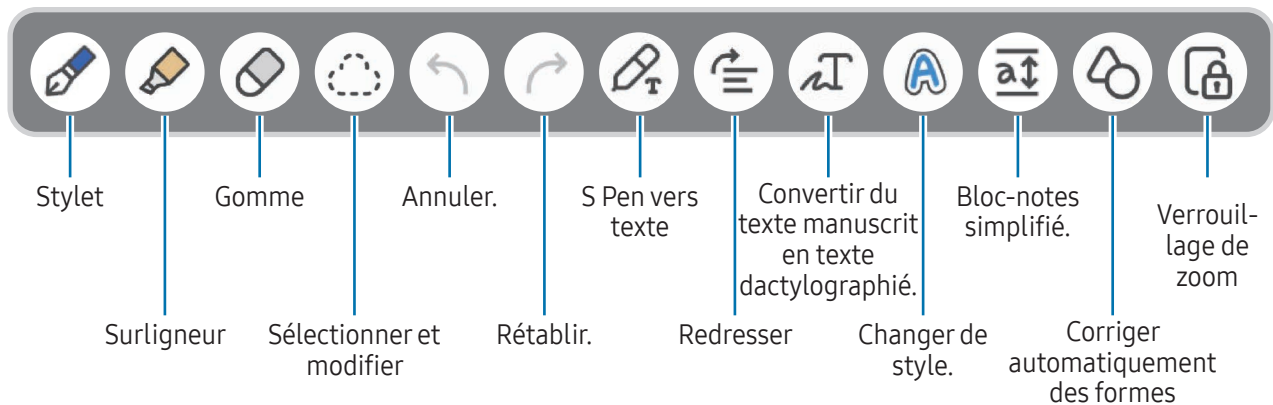 Stylet
Gomme
Annuler.
S Pen vers
texte
Convertir du
texte manuscrit
en texte
dactylographié.
Bloc-notes
simplifié.
Verrouil-
lage de
zoom
Surligneur
Sélectionner et
modifier
Rétablir.
Redresser
Changer de
style.
Corriger
automatiquement
des formes